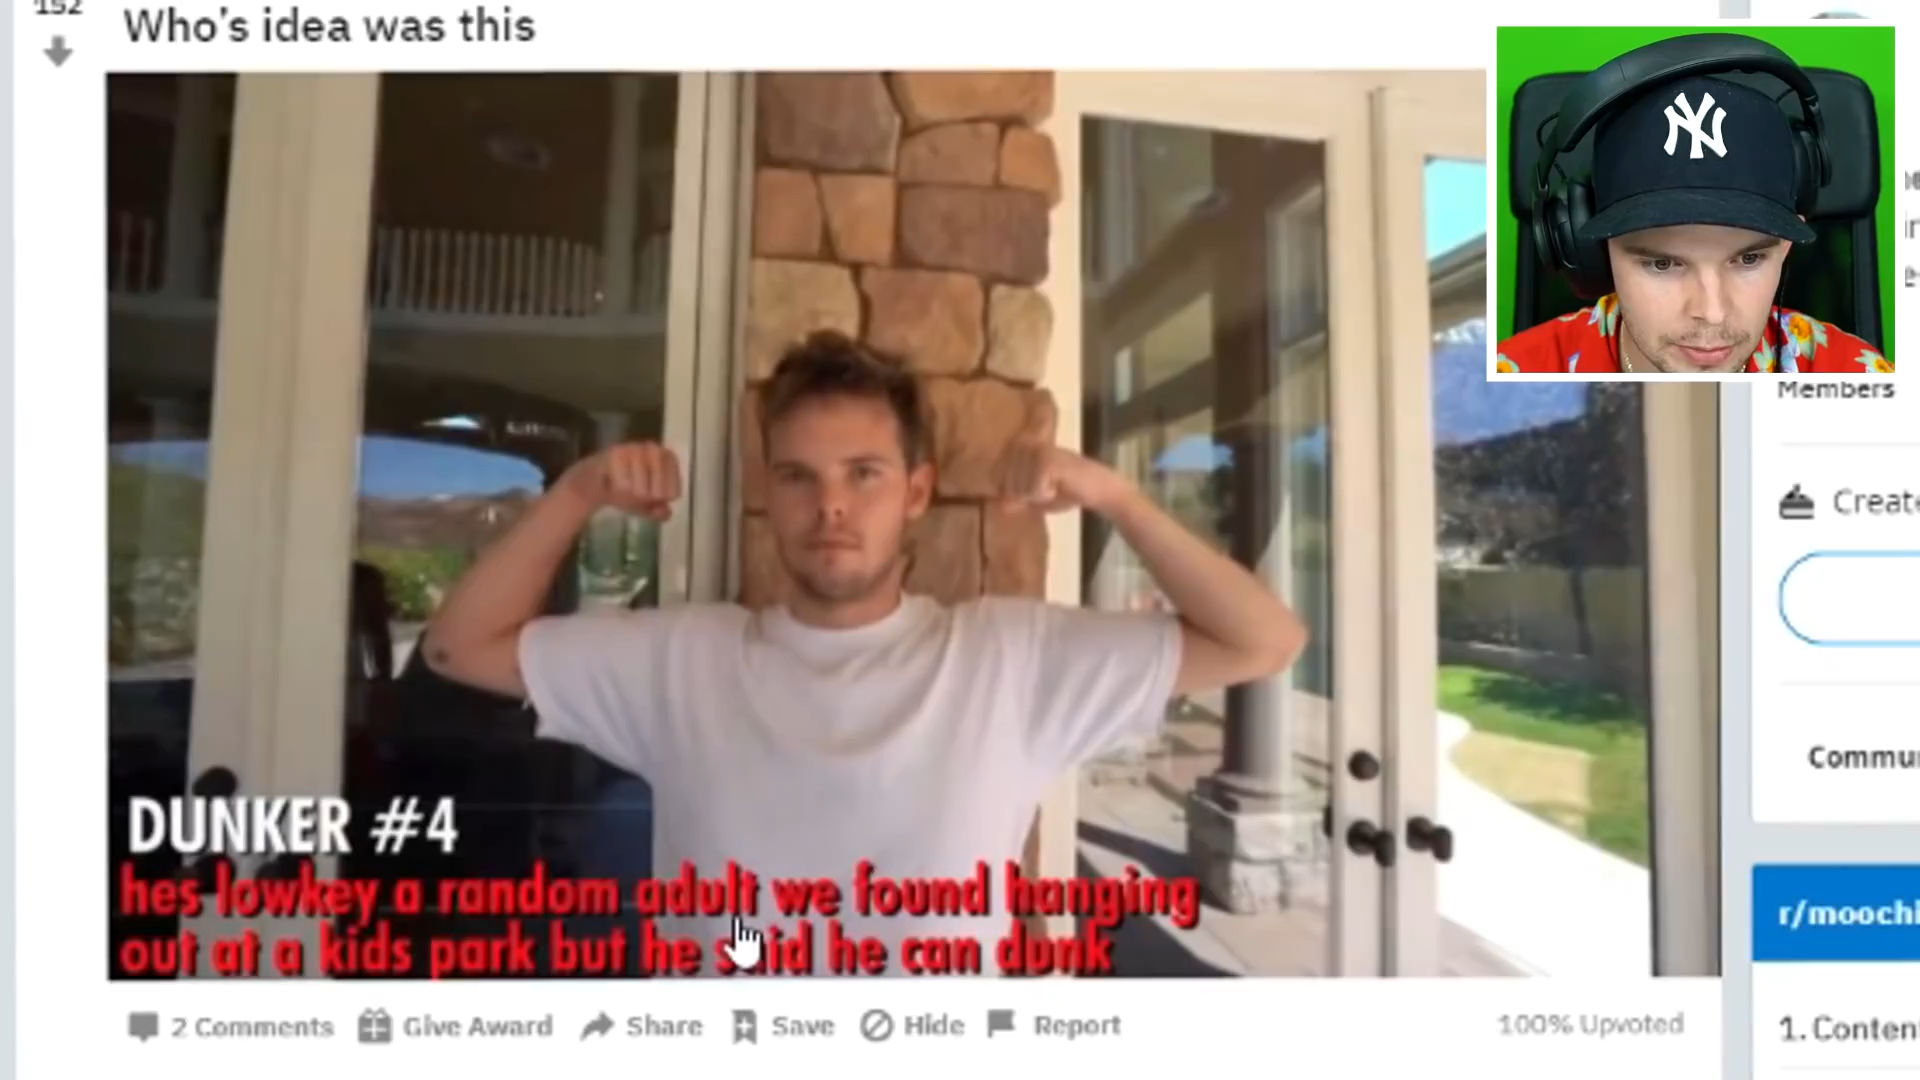 152
Who's idea was this
NY
DUNKER #4
hes lowkey a random adult we found hanging
out at a kids park but he said he can dunk
2 Comments Give Award Share Save Hide Report 100% Upvoted
Members
Create
Commu
r/mooch
1. Conten